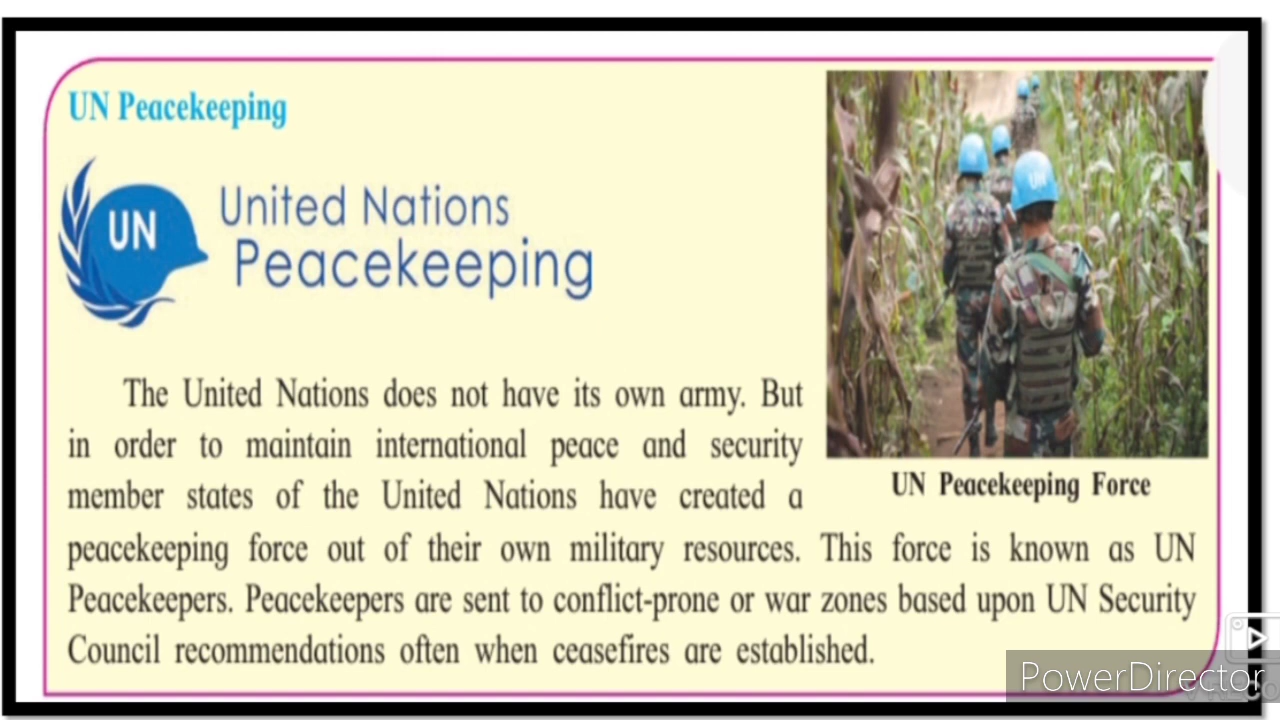 UN Peacekeeping
UN
United Nations
Peacekeeping
UN
The United Nations does not have its own army. But
in order to maintain international peace and security
member states of the United Nations have created a
UN Peacekeeping Force
peacekeeping force out of their own military resources. This force is known as UN
Peacekeepers. Peacekeepers are sent to conflict-prone or war zones based upon UN Security
Council recommendations often when ceasefires are established.
PowerDirector